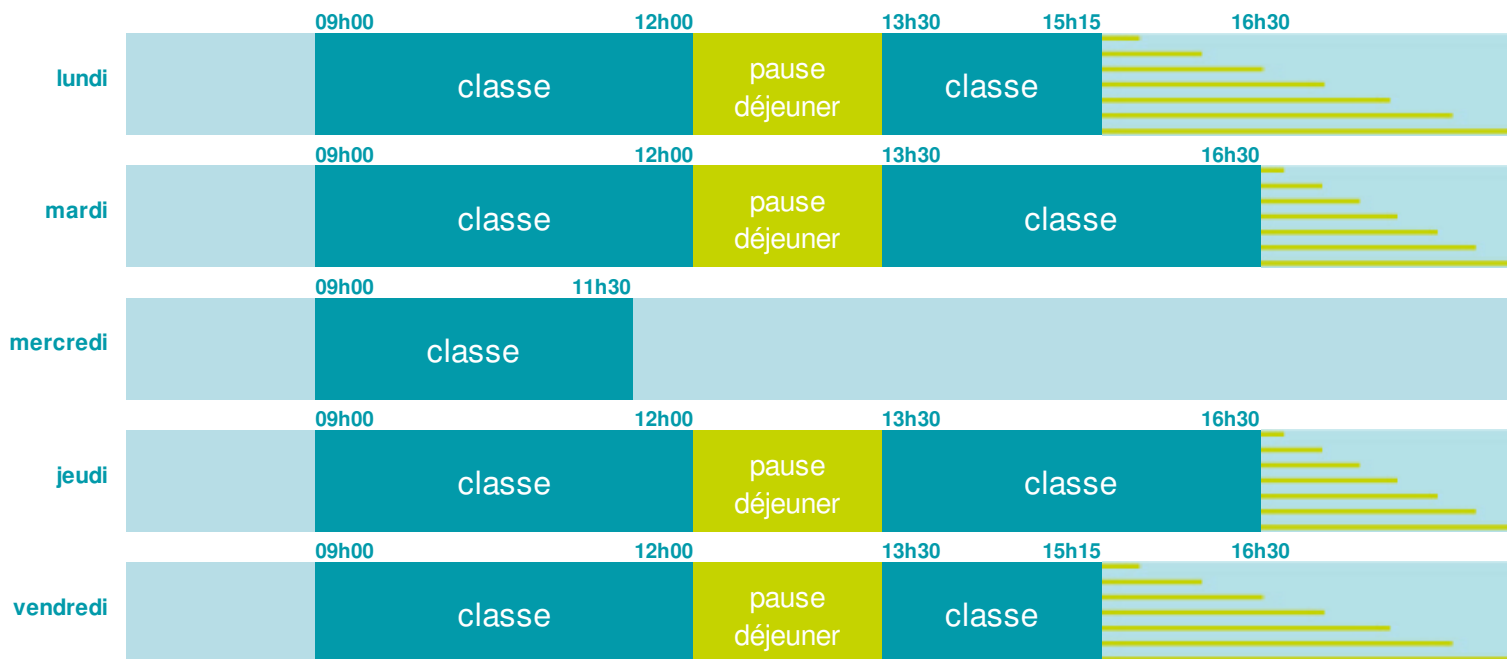 09h00 12h00 13h30 15h15 16h30
lundi classe pause déjeuner classe
09h00 12h00 13h30 16h30
mardi classe pause déjeuner classe
09h00 11h30
mercredi classe
09h00 12h00 13h30 16h30
jeudi classe pause déjeuner classe
09h00 12h00 13h30 15h15 16h30
vendredi classe pause déjeuner classe